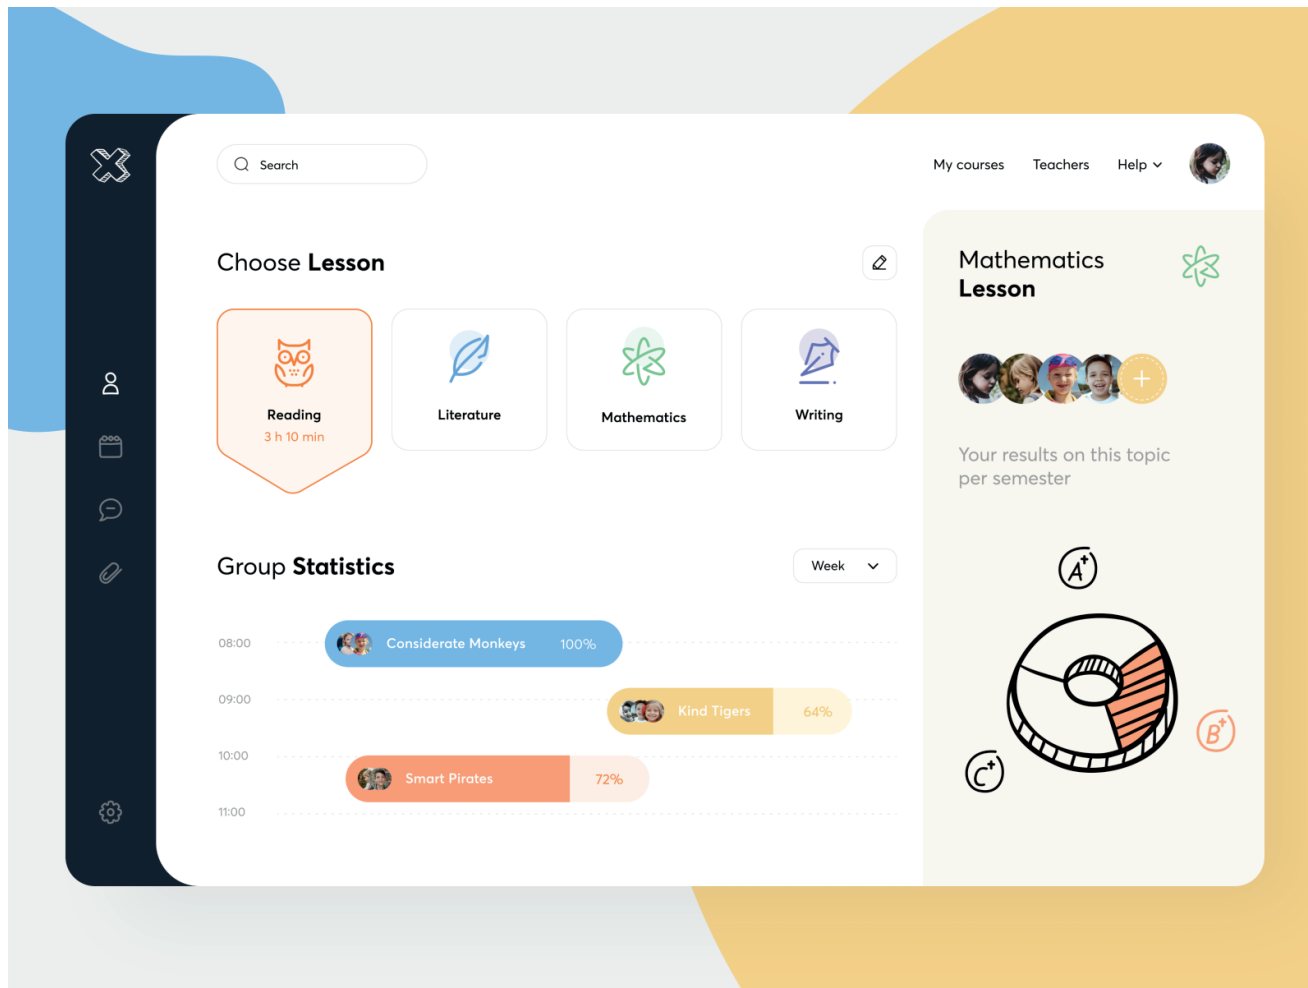 Search
My courses
Teachers
Help
Choose Lesson
Reading
3 h 10 min
Literature
Mathematics
Writing
Group Statistics
Week
08:00
Considerate Monkeys
100%
09:00
Kind Tigers
64%
10:00
Smart Pirates
72%
11:00
Mathematics
Lesson
Your results on this topic
per semester
A+
B+
C+